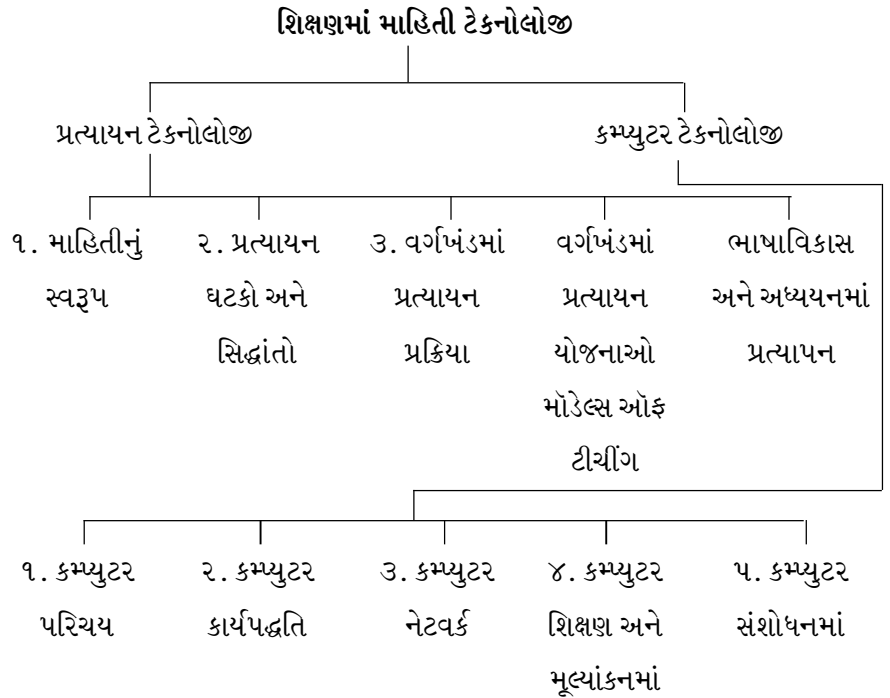 શિક્ષણમાં માહિતી ટેકનોલોજી
પ્રત્યાયન ટેકનોલોજી
કમ્પ્યુટર ટેકનોલોજી
૧. માહિતીનું
સ્વરૂપ
૨. પ્રત્યાયન
ઘટકો અને
સિદ્ધાંતો
૩. વર્ગખંડમાં
પ્રત્યાયન
પ્રક્રિયા
વર્ગખંડમાં
પ્રત્યાયન
યોજનાઓ
મૉડેલ્સ ઑફ
ટીચીંગ
ભાષાવિકાસ
અને અધ્યયનમાં
પ્રત્યાપન
૧. કમ્પ્યુટર
પરિચય
૨. કમ્પ્યુટર
કાર્યપદ્ધતિ
૩. કમ્પ્યુટર
નેટવર્ક
૪. કમ્પ્યુટર
શિક્ષણ અને
મૂલ્યાંકનમાં
૫. કમ્પ્યુટર
સંશોધનમાં